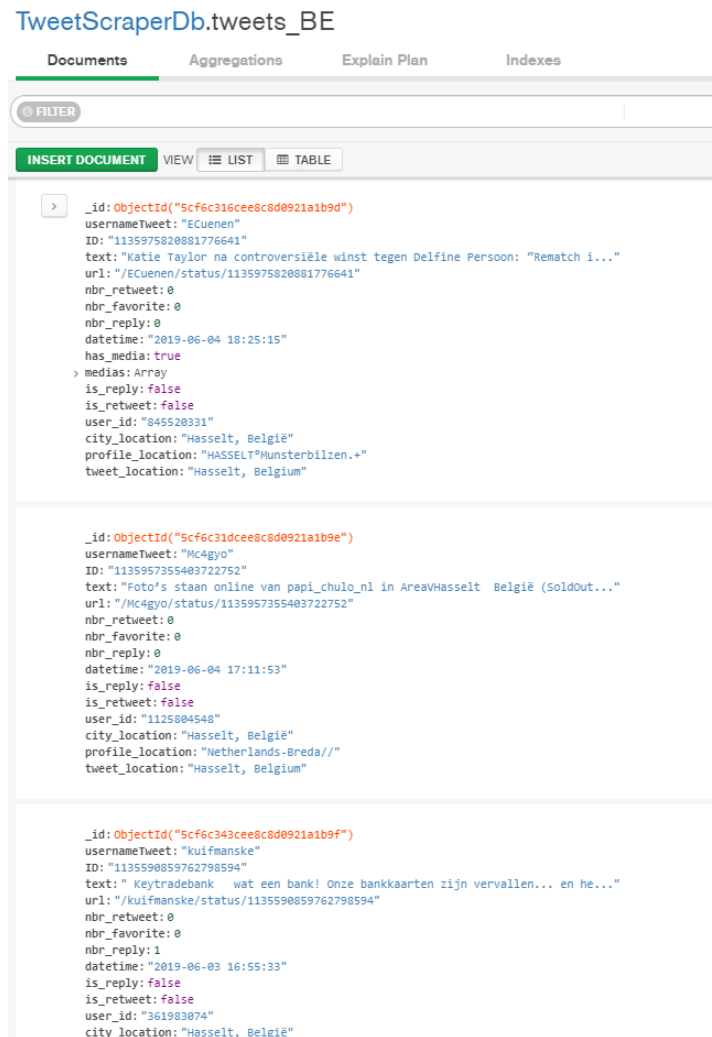 TweetScraperDb.tweets_BE
Documents Aggregations Explain Plan Indexes
FILTER
INSERT DOCUMENT VIEW LIST TABLE
_id: ObjectId("5cf6c316cee8c8d0921a1b9d")
usernameTweet: "ECuenen"
ID: "1135975820881776641"
text: "Katie Taylor na controversiële winst tegen Delfine Persoon: “Rematch i..."
url: "/ECuenen/status/1135975820881776641"
nbr_retweet: 0
nbr_favorite: 0
nbr_reply: 0
datetime: "2019-06-04 18:25:15"
has_media: true
medias: Array
is_reply: false
is_retweet: false
user_id: "845520331"
city_location: "Hasselt, België"
profile_location: "HASSELT°Munsterbilzen.+"
tweet_location: "Hasselt, Belgium"
_id: ObjectId("5cf6c31dcee8c8d0921a1b9e")
usernameTweet: "Mc4gyo"
ID: "1135957355403722752"
text: "Foto’s staan online van papi_chulo_nl in AreaVHasselt  België (SoldOut..."
url: "/Mc4gyo/status/1135957355403722752"
nbr_retweet: 0
nbr_favorite: 0
nbr_reply: 0
datetime: "2019-06-04 17:11:53"
is_reply: false
is_retweet: false
user_id: "1125804548"
city_location: "Hasselt, België"
profile_location: "Netherlands-Breda//"
tweet_location: "Hasselt, Belgium"
_id: ObjectId("5cf6c343cee8c8d0921a1b9f")
usernameTweet: "kuifmanske"
ID: "1135590859762798594"
text: " Keytradebank   wat een bank! Onze bankkaarten zijn vervallen... en he..."
url: "/kuifmanske/status/1135590859762798594"
nbr_retweet: 0
nbr_favorite: 0
nbr_reply: 1
datetime: "2019-06-03 16:55:33"
is_reply: false
is_retweet: false
user_id: "361983074"
city_location: "Hasselt, België"